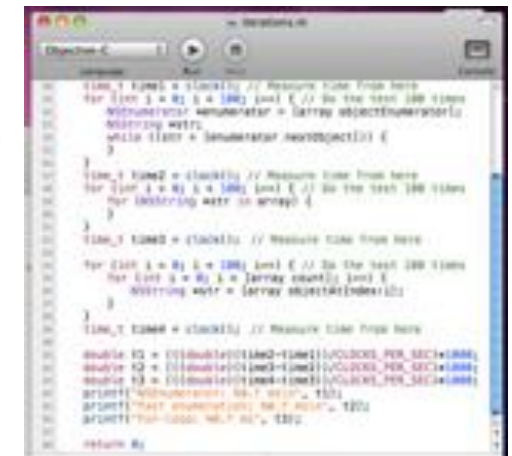 iterations.m
Objective-C
Run
time_t time1 = clock(); // Measure time from here
for (int i = 0; i < 100; i++) { // Do the test 100 times
NSEnumerator *enumerator = [array objectEnumerator];
NSString *str;
while ((str = [enumerator nextObject])) {
}
}
time_t time2 = clock(); // Measure time from here
for (int i = 0; i < 100; i++) { // Do the test 100 times
for (NSString *str in array) {
}
}
time_t time3 = clock(); // Measure time from here
for (int i = 0; i < 100; i++) { // Do the test 100 times
for (int i = 0; i < [array count]; i++) {
NSString *str = [array objectAtIndex:i];
}
}
time_t time4 = clock(); // Measure time from here
double t1 = (((double)(time2-time1))/CLOCKS_PER_SEC)*1000;
double t2 = (((double)(time3-time2))/CLOCKS_PER_SEC)*1000;
double t3 = (((double)(time4-time3))/CLOCKS_PER_SEC)*1000;
printf("NSEnumerator: t1);
printf("Fast enumeration: t2);
printf("For-loop: t3);
return 0;